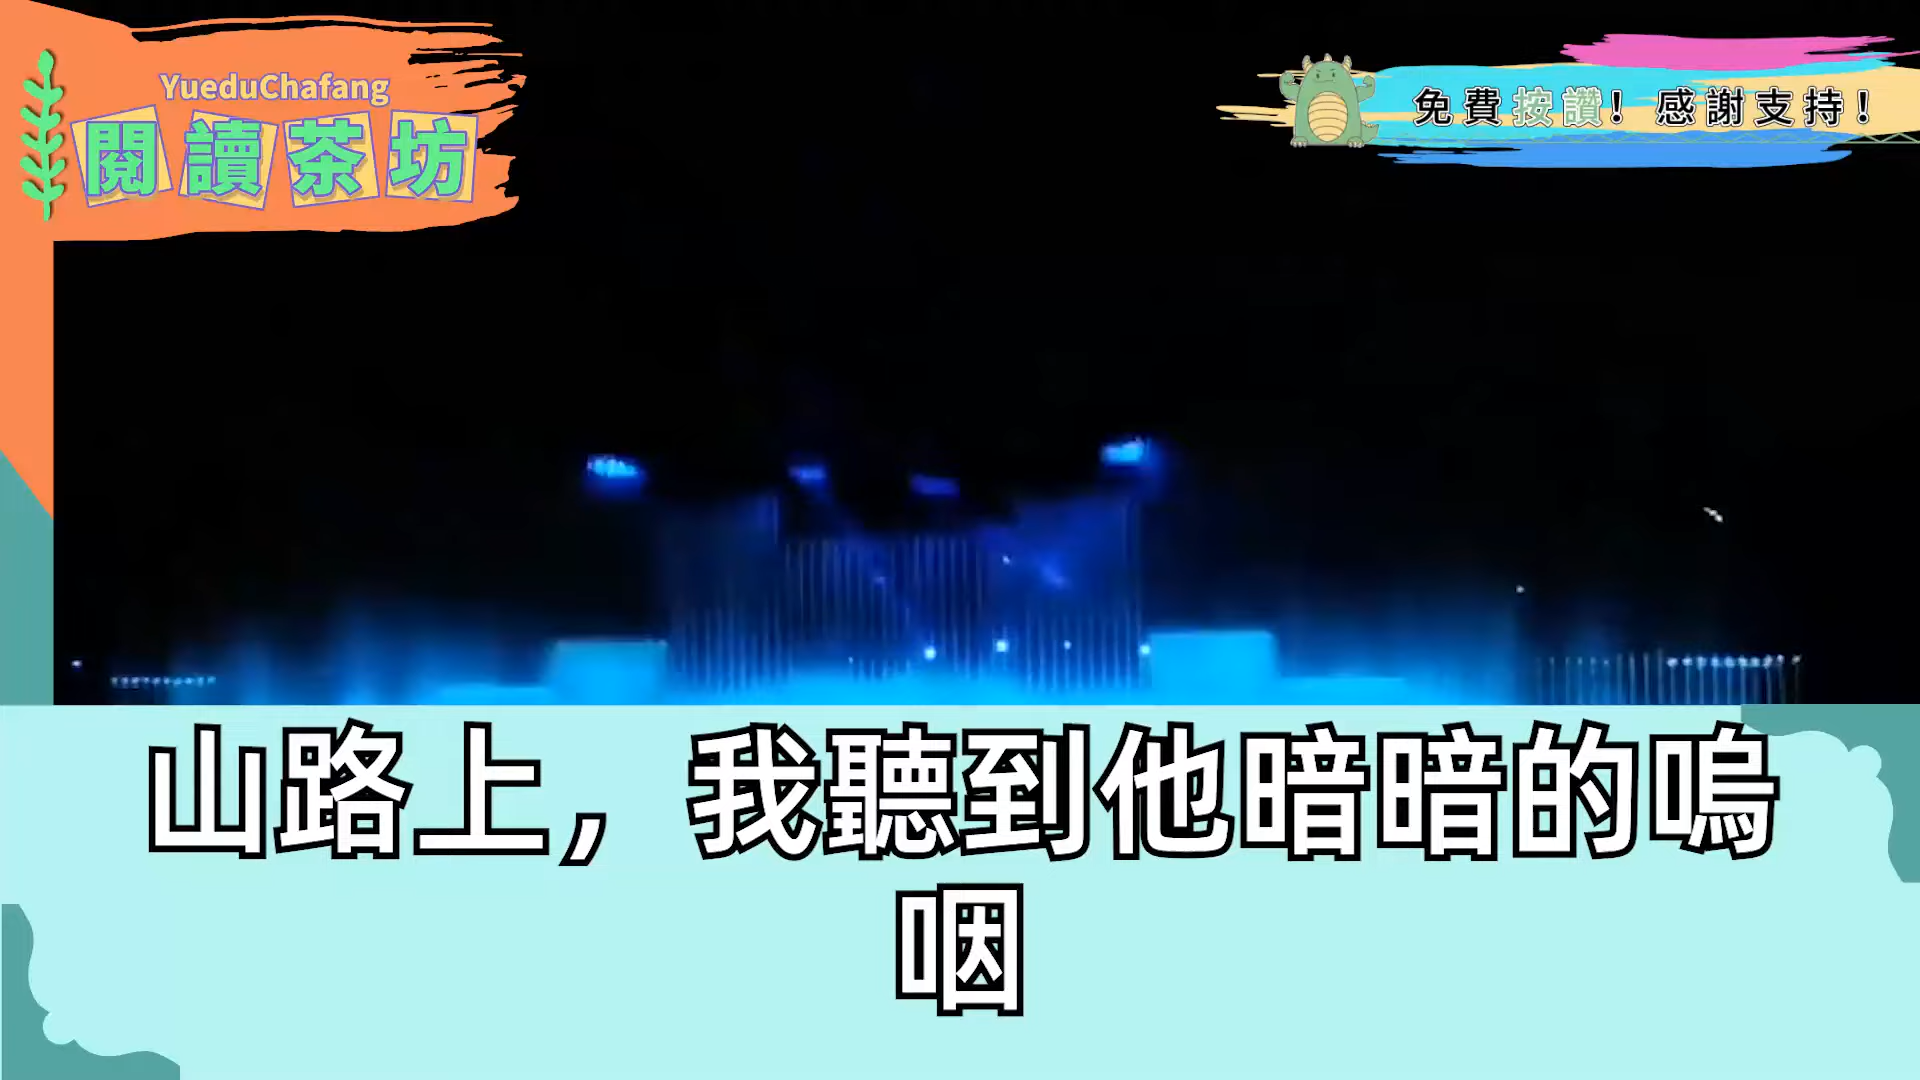 YueduChafang
閱讀茶坊
免費按讚！感謝支持！
山路上，我聽到他暗暗的嗚
咽